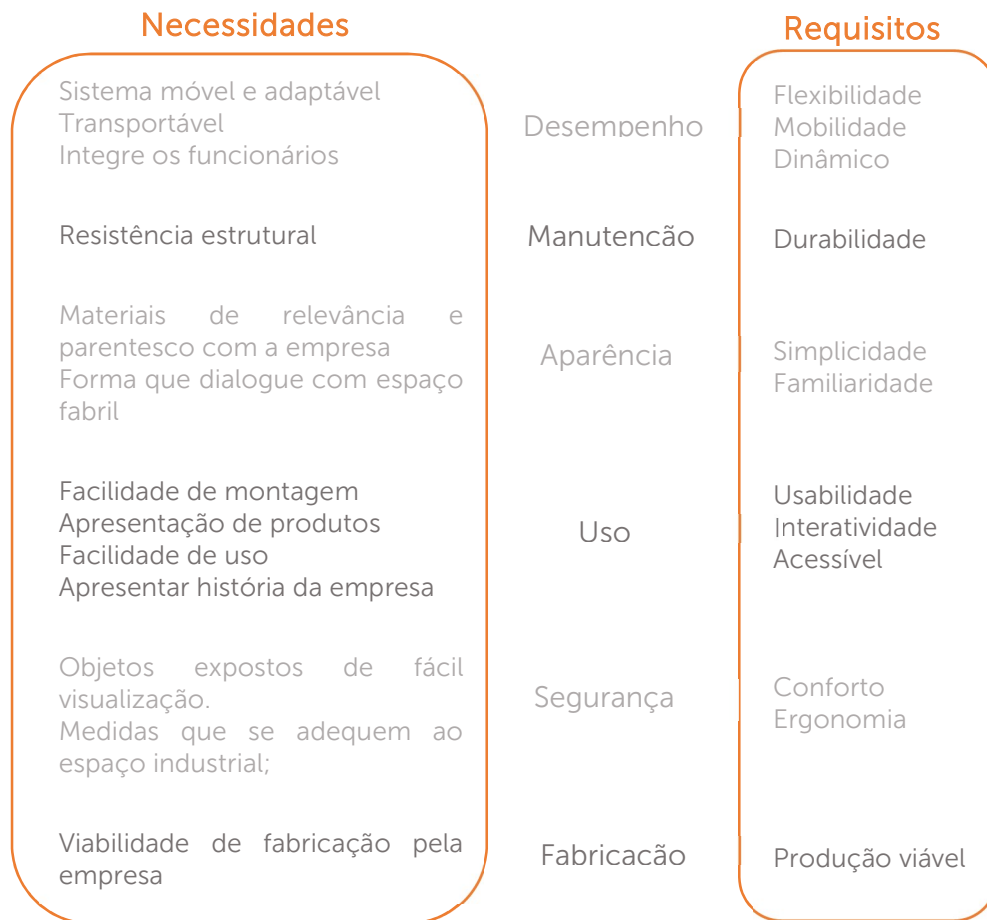 Necessidades
Requisitos
Sistema móvel e adaptável
Transportável
Integre os funcionários
Desempenho
Flexibilidade
Mobilidade
Dinâmico
Resistência estrutural
Manutenção
Durabilidade
Materiais de relevância e
parentesco com a empresa
Forma que dialogue com espaço
fabril
Aparência
Simplicidade
Familiaridade
Facilidade de montagem
Apresentação de produtos
Facilidade de uso
Apresentar história da empresa
Uso
Usabilidade
Interatividade
Acessível
Objetos expostos de fácil
visualização.
Medidas que se adequem ao
espaço industrial;
Segurança
Conforto
Ergonomia
Viabilidade de fabricação pela
empresa
Fabricação
Produção viável